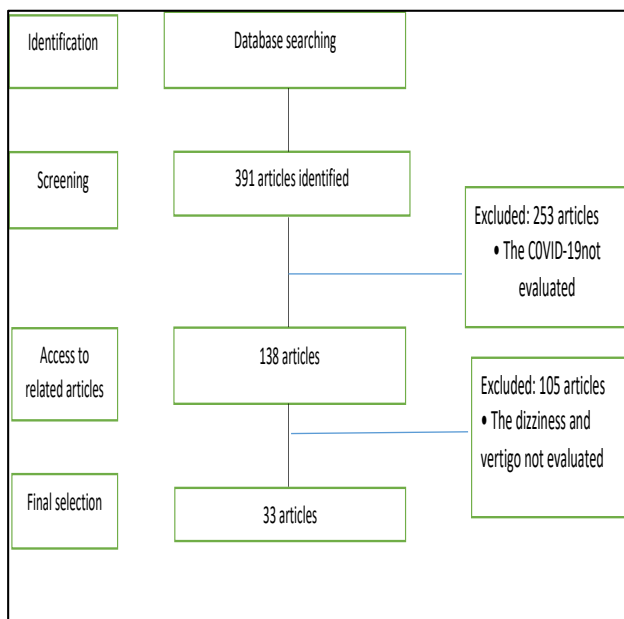 Identification
Database searching
Screening
391 articles identified
Excluded: 253 articles
• The COVID-19not
evaluated
Access to
related articles
138 articles
Excluded: 105 articles
• The dizziness and
vertigo not evaluated
Final selection
33 articles